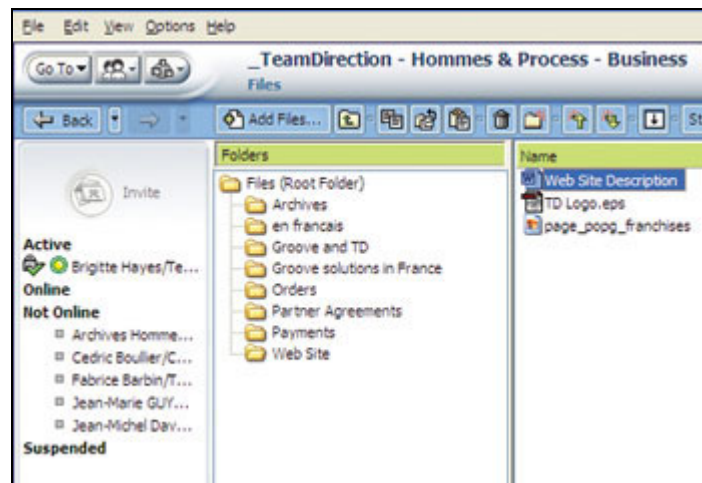 File Edit View Options Help
Go To
_TeamDirection - Hommes & Process - Business
Files
Back
Add Files...
St
Invite
Active
Brigitte Hayes/Te...
Online
Not Online
Archives Homme...
Cedric Boullier/C...
Fabrice Barbin/T...
Jean-Marie GUY...
Jean-Michel Dav...
Suspended
Folders
Files (Root Folder)
Archives
en francais
Groove and TD
Groove solutions in France
Orders
Partner Agreements
Payments
Web Site
Name
Web Site Description
TD Logo.eps
page_popg_franchises